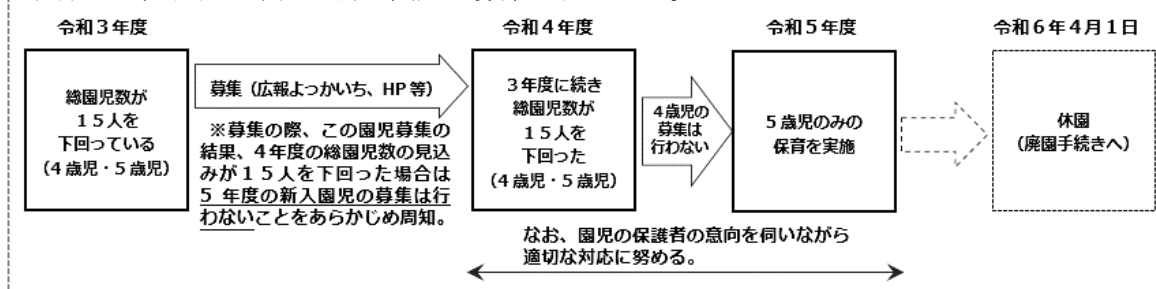 令和３年度
令和４年度
令和５年度
令和６年４月１日
総園児数が
１５人を
下回っている
（４歳児・５歳児）
募集（広報よっかいち、HP 等）
※募集の際、この園児募集の
結果、４年度の総園児数の見込
みが１５人を下回った場合は
５ 年度の新入園児の募集は行
わないことをあらかじめ周知。
３年度に続き
総園児数が
１５人を
下回った
（４歳児・５歳児）
４歳児の
募集は
行わない
５歳児のみの
保育を実施
休園
（廃園手続きへ）
なお、園児の保護者の意向を伺いながら
適切な対応に努める。